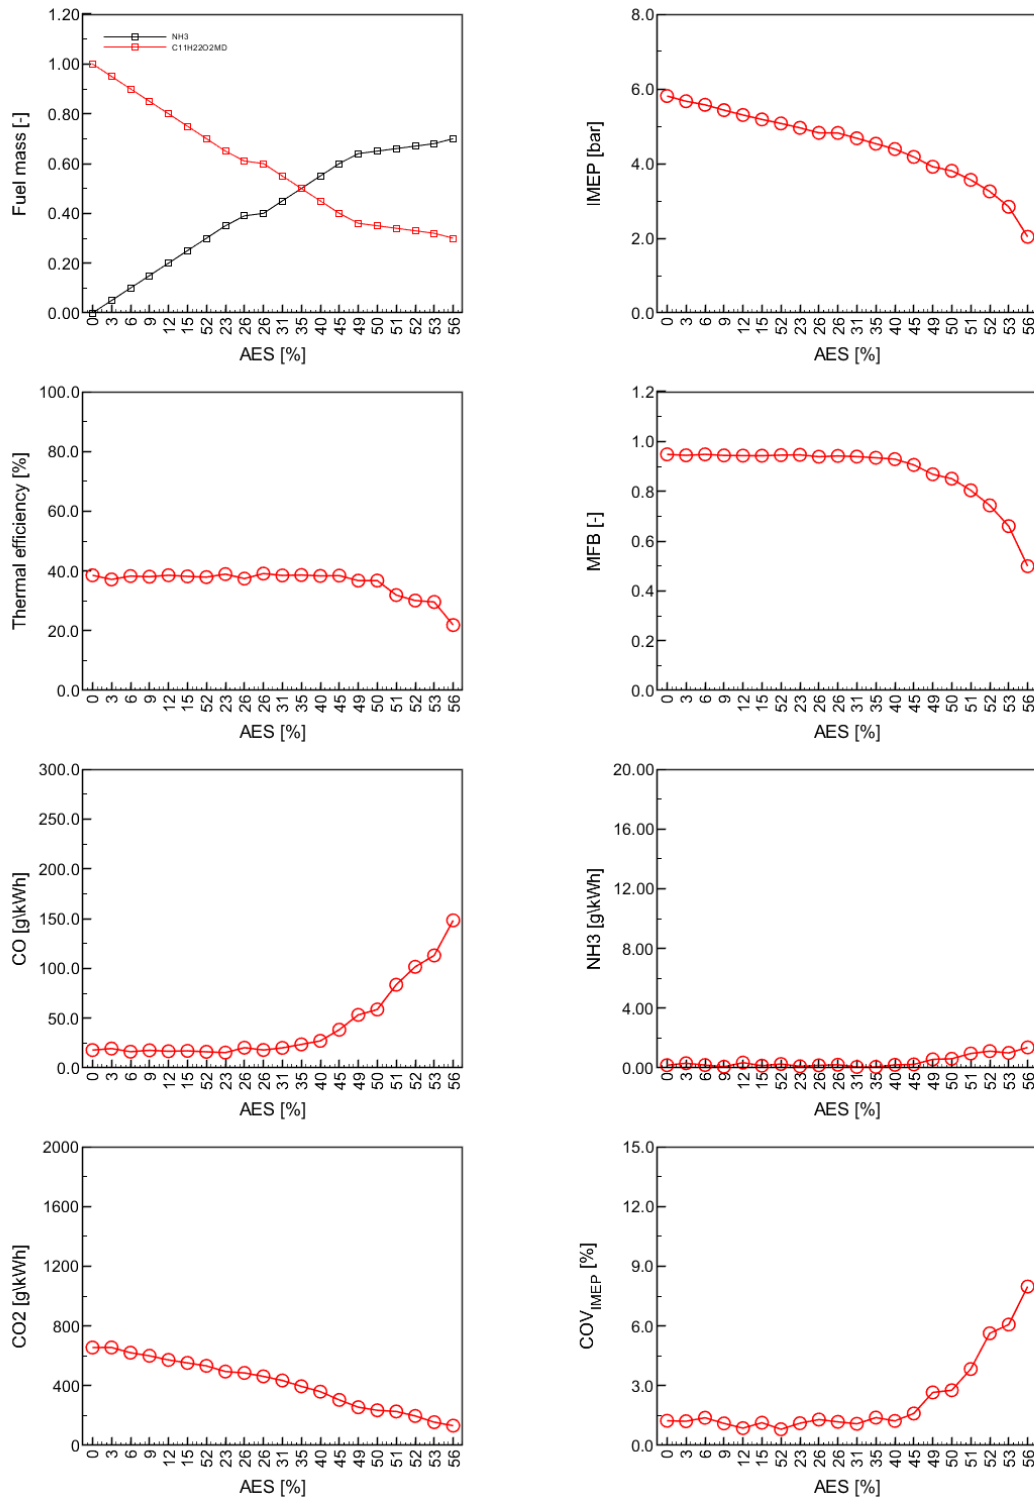 1.20
1.00
0.80
0.60
0.40
0.20
0.00
Fuel mass [-]
NH3
C11H22O2MD
0 3 6 9 12 15 52 23 26 26 31 35 40 45 49 50 51 52 53 56
AES [%]
8.0
6.0
4.0
2.0
0.0
IMEP [bar]
0 3 6 9 12 15 52 23 26 26 31 35 40 45 49 50 51 52 53 56
AES [%]
100.0
80.0
60.0
40.0
20.0
0.0
Thermal efficiency [%]
0 3 6 9 12 15 52 23 26 26 31 35 40 45 49 50 51 52 53 56
AES [%]
1.2
1.0
0.8
0.6
0.4
0.2
0.0
MFB [-]
0 3 6 9 12 15 52 23 26 26 31 35 40 45 49 50 51 52 53 56
AES [%]
300.0
250.0
200.0
150.0
100.0
50.0
0.0
CO [g\kWh]
0 3 6 9 12 15 52 23 26 26 31 35 40 45 49 50 51 52 53 56
AES [%]
20.00
16.00
12.00
8.00
4.00
0.00
NH3 [g\kWh]
0 3 6 9 12 15 52 23 26 26 31 35 40 45 49 50 51 52 53 56
AES [%]
2000
1600
1200
800
400
0
CO2 [g\kWh]
0 3 6 9 12 15 52 23 26 26 31 35 40 45 49 50 51 52 53 56
AES [%]
15.0
12.0
9.0
6.0
3.0
0.0
COV_IMEP [%]
0 3 6 9 12 15 52 23 26 26 31 35 40 45 49 50 51 52 53 56
AES [%]